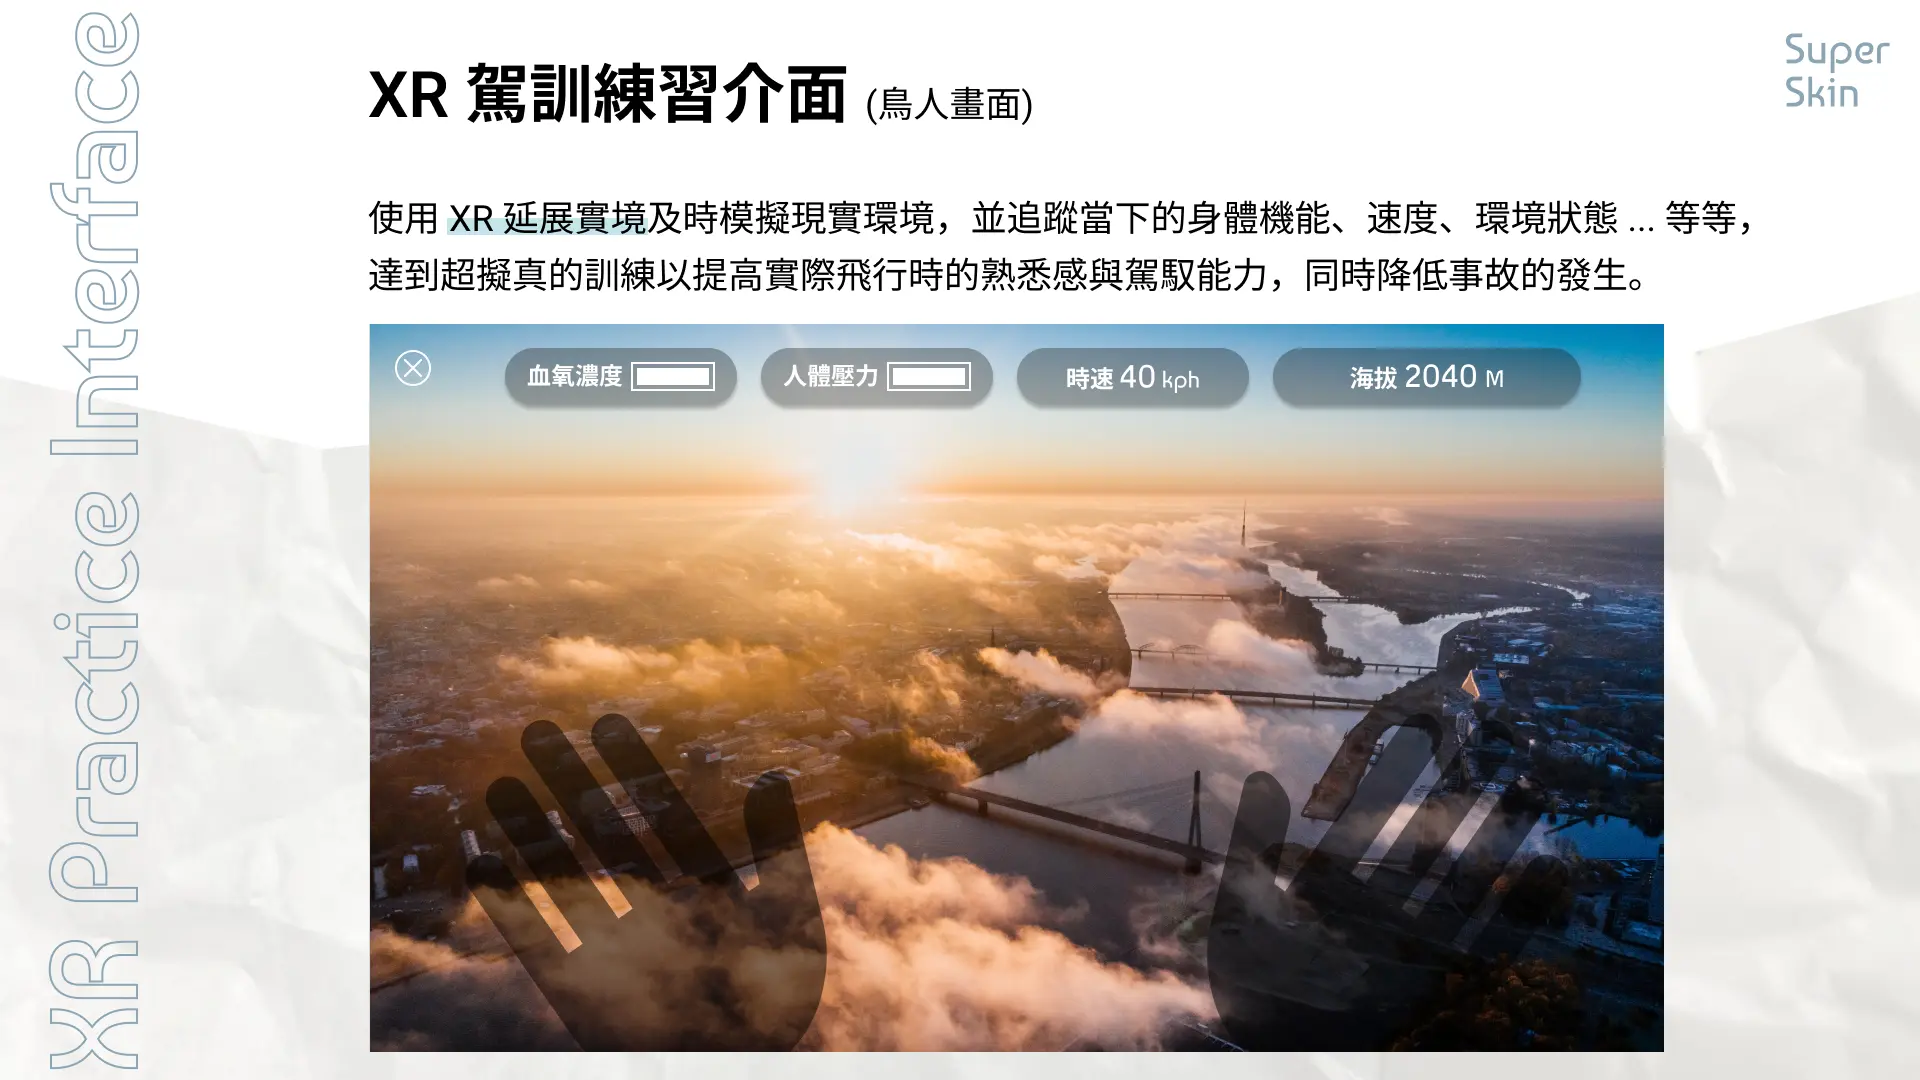 XR Practice Interface
Super
Skin
XR 駕訓練習介面 (鳥人畫面)
使用 XR 延展實境及時模擬現實環境，並追蹤當下的身體機能、速度、環境狀態 ... 等等，
達到超擬真的訓練以提高實際飛行時的熟悉感與駕馭能力，同時降低事故的發生。
血氧濃度
人體壓力
時速 40 kph
海拔 2040 M